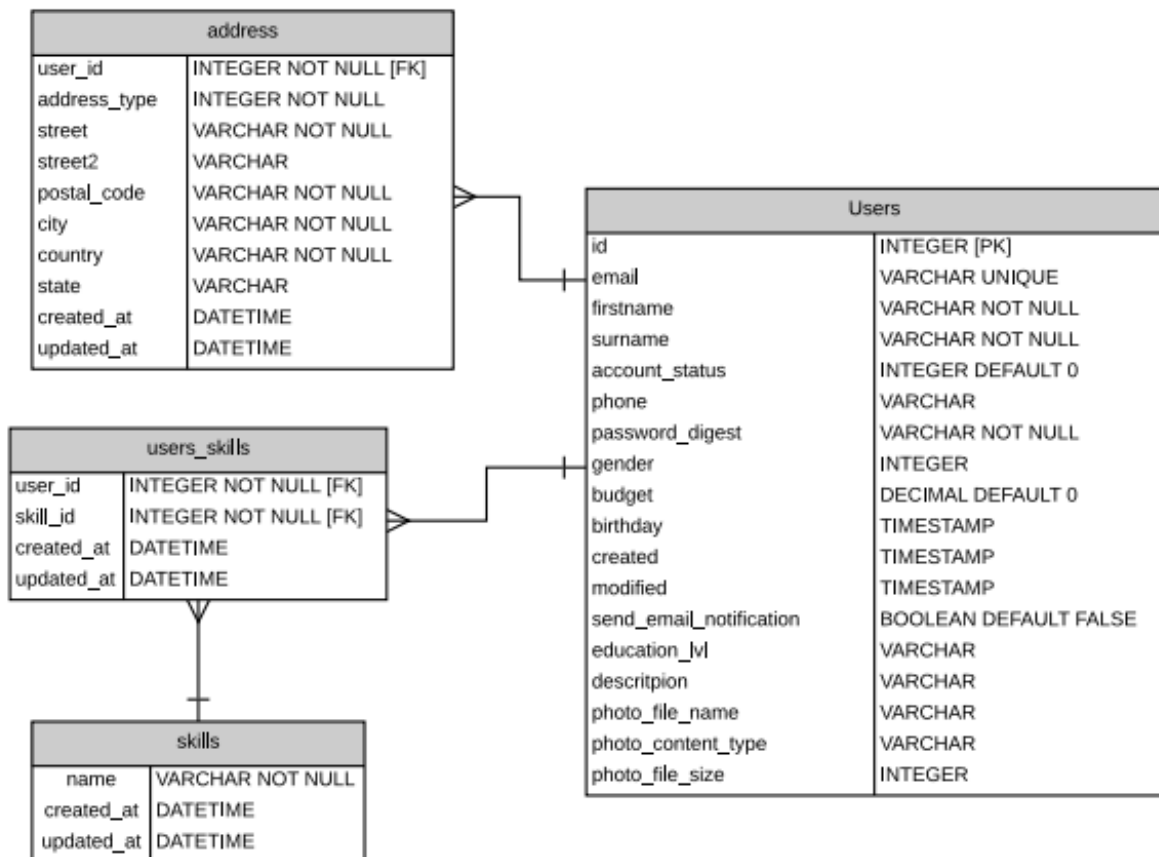 address
user_id INTEGER NOT NULL [FK]
address_type INTEGER NOT NULL
street VARCHAR NOT NULL
street2 VARCHAR
postal_code VARCHAR NOT NULL
city VARCHAR NOT NULL
country VARCHAR NOT NULL
state VARCHAR
created_at DATETIME
updated_at DATETIME
Users
id INTEGER [PK]
email VARCHAR UNIQUE
firstname VARCHAR NOT NULL
surname VARCHAR NOT NULL
account_status INTEGER DEFAULT 0
phone VARCHAR
password_digest VARCHAR NOT NULL
gender INTEGER
budget DECIMAL DEFAULT 0
birthday TIMESTAMP
created TIMESTAMP
modified TIMESTAMP
send_email_notification BOOLEAN DEFAULT FALSE
education_lvl VARCHAR
descritpion VARCHAR
photo_file_name VARCHAR
photo_content_type VARCHAR
photo_file_size INTEGER
users_skills
user_id INTEGER NOT NULL [FK]
skill_id INTEGER NOT NULL [FK]
created_at DATETIME
updated_at DATETIME
skills
name VARCHAR NOT NULL
created_at DATETIME
updated_at DATETIME